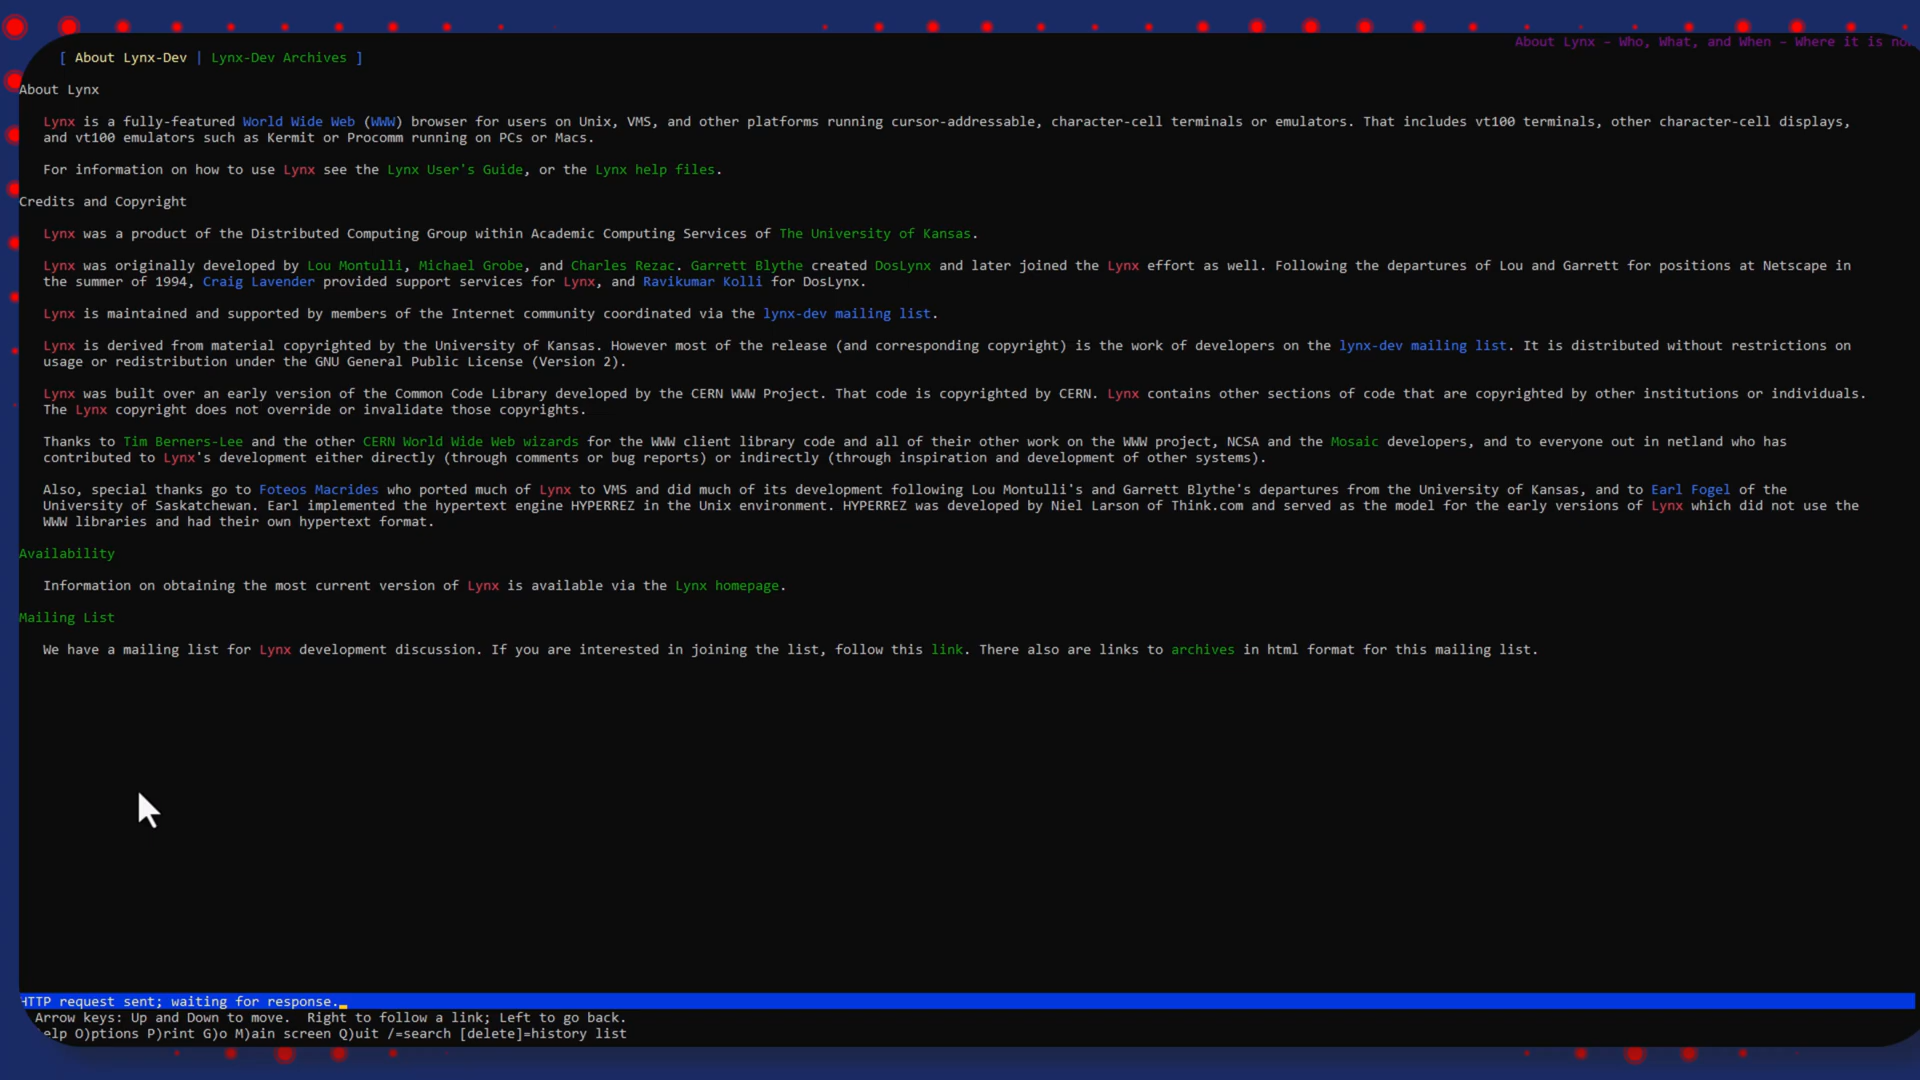 About Lynx - Who, What, and When - Where it is
[ About Lynx-Dev | Lynx-Dev Archives ]
About Lynx
Lynx is a fully-featured World Wide Web (WWW) browser for users on Unix, VMS, and other platforms running cursor-addressable, character-cell terminals or emulators. That includes vt100 terminals, other character-cell displays,
and vt100 emulators such as Kermit or Procomm running on PCs or Macs.
For information on how to use Lynx see the Lynx User's Guide, or the Lynx help files.
Credits and Copyright
Lynx was a product of the Distributed Computing Group within Academic Computing Services of The University of Kansas.
Lynx was originally developed by Lou Montulli, Michael Grobe, and Charles Rezac. Garrett Blythe created DosLynx and later joined the Lynx effort as well. Following the departures of Lou and Garrett for positions at Netscape in
the summer of 1994, Craig Lavender provided support services for Lynx, and Ravikumar Kolli for DosLynx.
Lynx is maintained and supported by members of the Internet community coordinated via the lynx-dev mailing list.
Lynx is derived from material copyrighted by the University of Kansas. However most of the release (and corresponding copyright) is the work of developers on the lynx-dev mailing list. It is distributed without restrictions on
usage or redistribution under the GNU General Public License (Version 2).
Lynx was built over an early version of the Common Code Library developed by the CERN WWW Project. That code is copyrighted by CERN. Lynx contains other sections of code that are copyrighted by other institutions or individuals.
The Lynx copyright does not override or invalidate those copyrights.
Thanks to Tim Berners-Lee and the other CERN World Wide Web wizards for the WWW client library code and all of their other work on the WWW project, NCSA and the Mosaic developers, and to everyone out in netland who has
contributed to Lynx's development either directly (through comments or bug reports) or indirectly (through inspiration and development of other systems).
Also, special thanks go to Foteos Macrides who ported much of Lynx to VMS and did much of its development following Lou Montulli's and Garrett Blythe's departures from the University of Kansas, and to Earl Fogel of the
University of Saskatchewan. Earl implemented the hypertext engine HYPERREZ in the Unix environment. HYPERREZ was developed by Niel Larson of Think.com and served as the model for the early versions of Lynx which did not use the
WWW libraries and had their own hypertext format.
Availability
Information on obtaining the most current version of Lynx is available via the Lynx homepage.
Mailing List
We have a mailing list for Lynx development discussion. If you are interested in joining the list, follow this link. There also are links to archives in html format for this mailing list.
HTTP request sent; waiting for response.
Arrow keys: Up and Down to move. Right to follow a link; Left to go back.
elp O)ptions P)rint G)o M)ain screen Q)uit /=search [delete]=history list